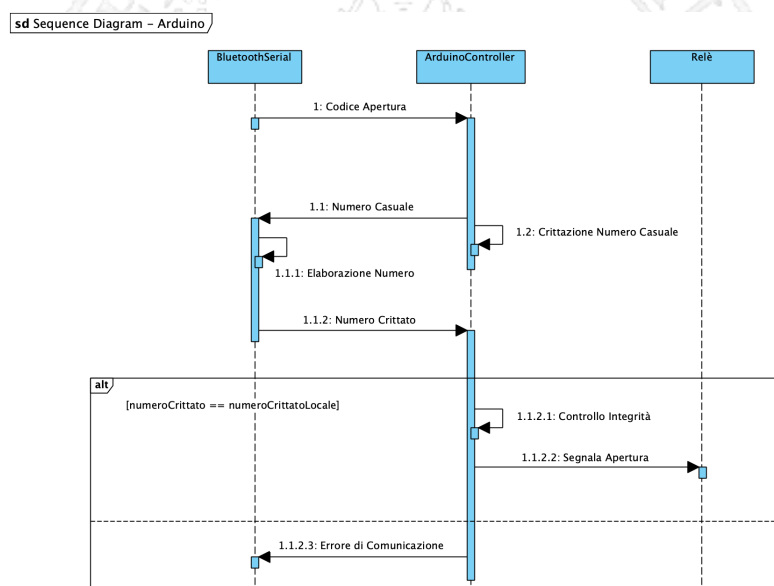 sd Sequence Diagram – Arduino
BluetoothSerial
ArduinoController
Relè
1: Codice Apertura
1.1: Numero Casuale
1.2: Crittazione Numero Casuale
1.1.1: Elaborazione Numero
1.1.2: Numero Crittato
alt
[numeroCrittato == numeroCrittatoLocale]
1.1.2.1: Controllo Integrità
1.1.2.2: Segnala Apertura
1.1.2.3: Errore di Comunicazione